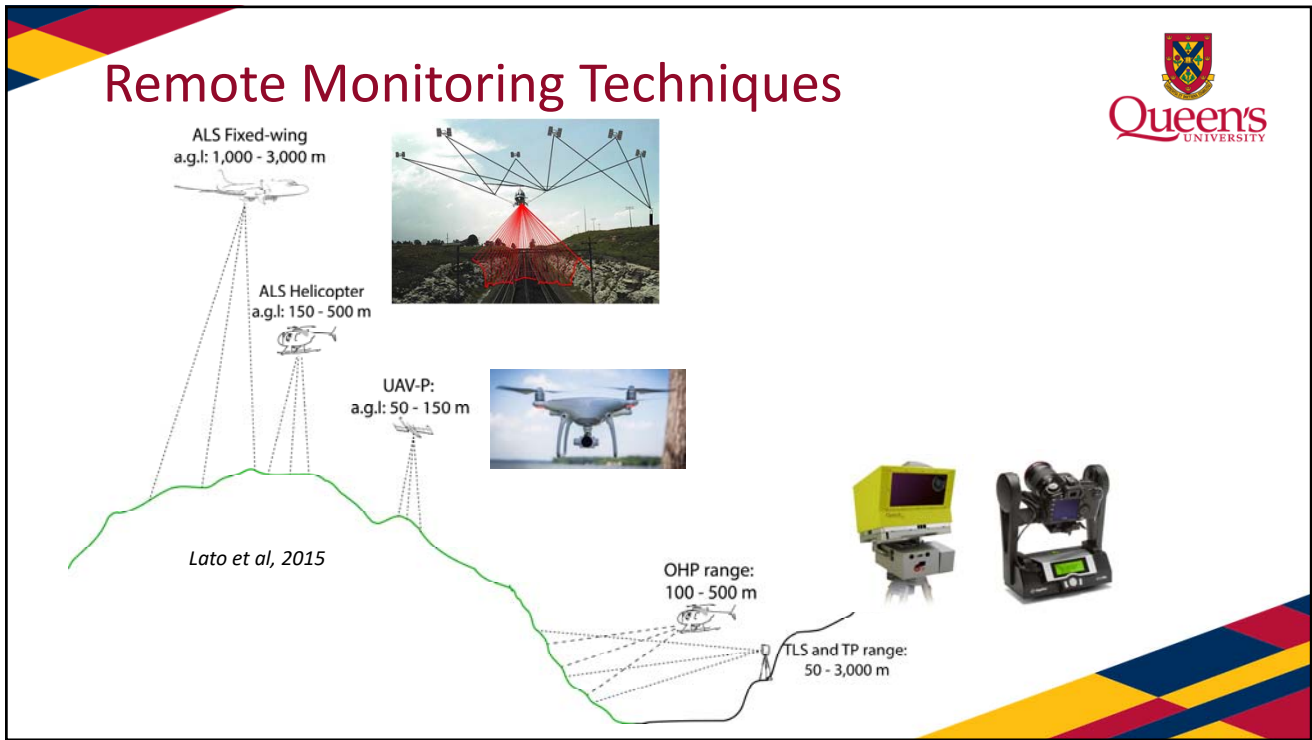 Remote Monitoring Techniques
Queen's
UNIVERSITY
ALS Fixed-wing
a.g.l: 1,000 - 3,000 m
ALS Helicopter
a.g.l: 150 - 500 m
UAV-P:
a.g.l: 50 - 150 m
Lato et al, 2015
OHP range:
100 - 500 m
TLS and TP range:
50 - 3,000 m